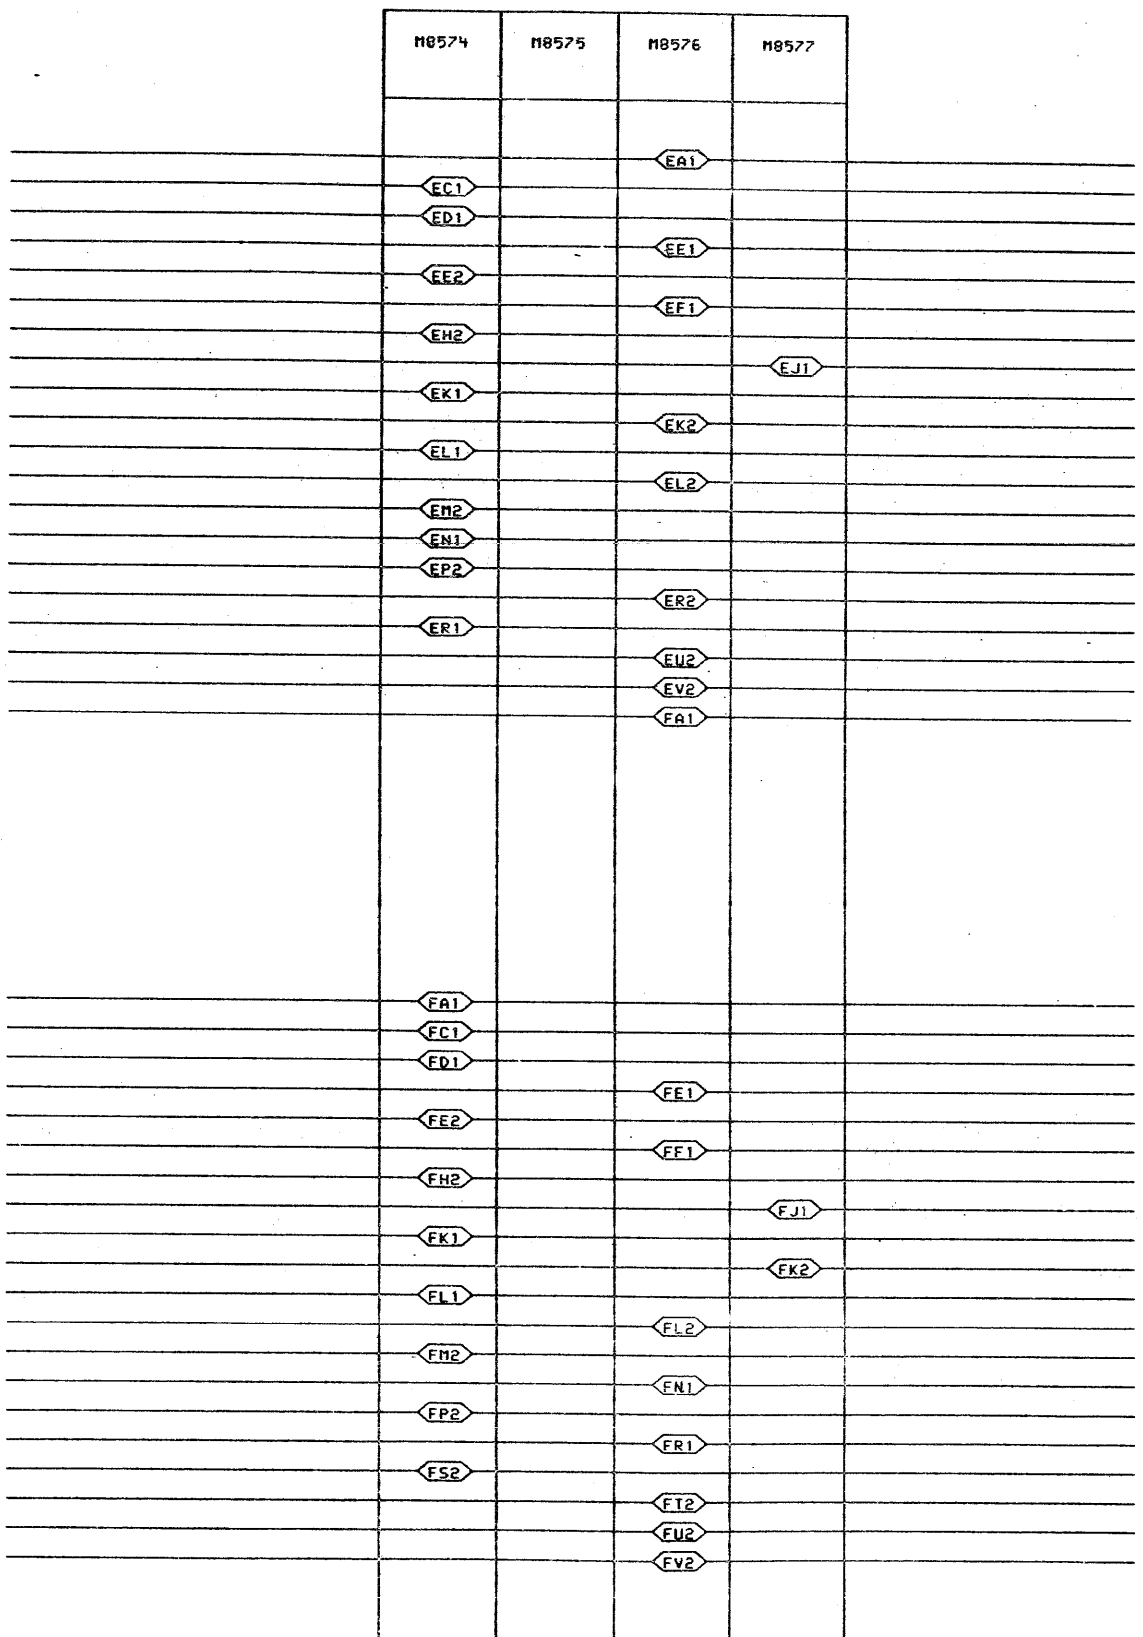 M8574 M8575 M8576 M8577
EA1
EC1
ED1
EE1
EE2
EF1
EH2
EJ1
EK1
EK2
EL1
EL2
EM2
EN1
EP2
ER2
ER1
EU2
EV2
FA1
FA1
FC1
FD1
FE1
FE2
FF1
FH2
FJ1
FK1
FK2
FL1
FL2
FM2
FN1
FP2
FR1
FS2
FT2
FU2
FV2